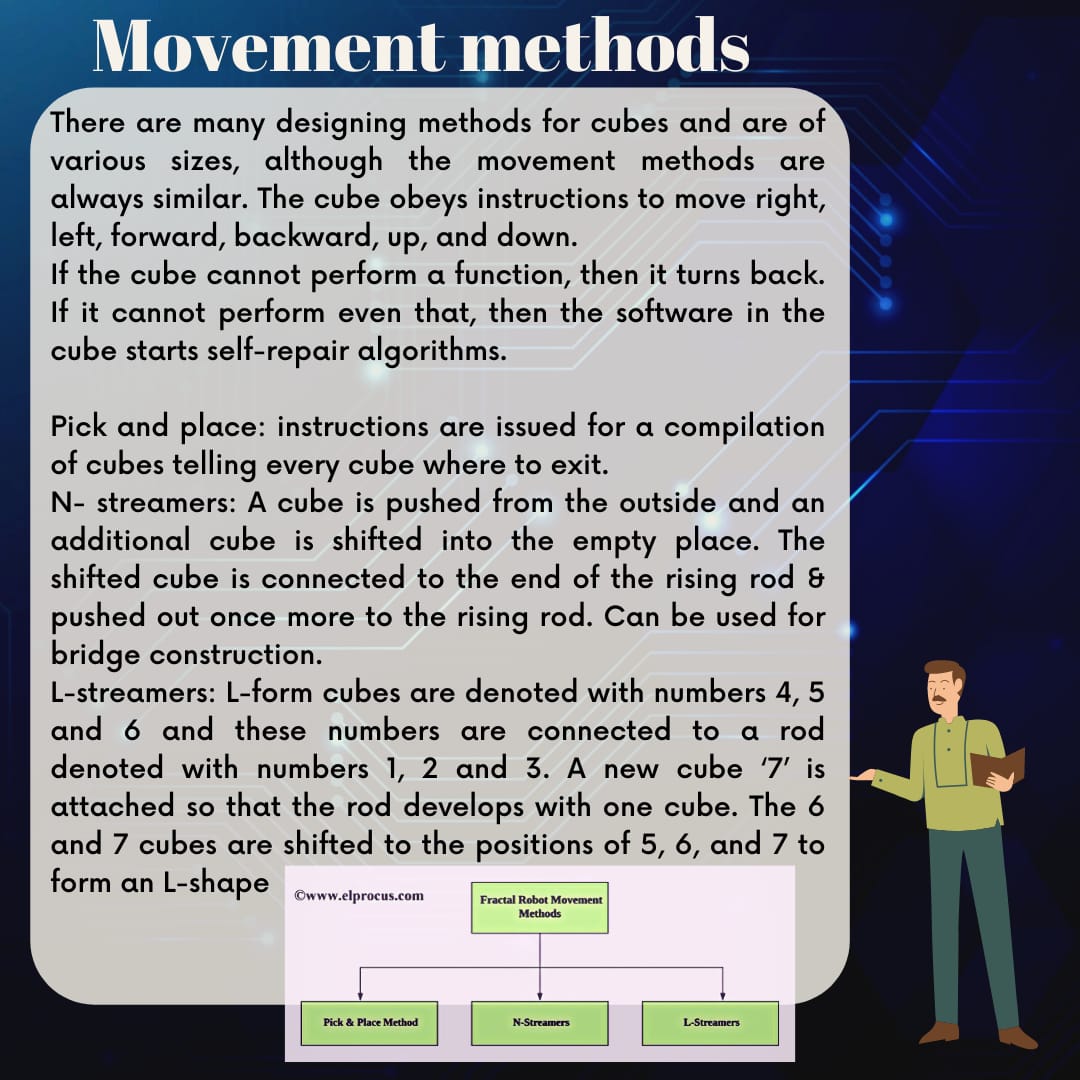 Movement methods
There are many designing methods for cubes and are of
various sizes, although the movement methods are
always similar. The cube obeys instructions to move right,
left, forward, backward, up, and down.
If the cube cannot perform a function, then it turns back.
If it cannot perform even that, then the software in the
cube starts self-repair algorithms.
Pick and place: instructions are issued for a compilation
of cubes telling every cube where to exit.
N- streamers: A cube is pushed from the outside and an
additional cube is shifted into the empty place. The
shifted cube is connected to the end of the rising rod &
pushed out once more to the rising rod. Can be used for
bridge construction.
L-streamers: L-form cubes are denoted with numbers 4, 5
and 6 and these numbers are connected to a rod
denoted with numbers 1, 2 and 3. A new cube ‘7’ is
attached so that the rod develops with one cube. The 6
and 7 cubes are shifted to the positions of 5, 6, and 7 to
form an L-shape
©www.elprocus.com
Fractal Robot Movement
Methods
Pick & Place Method
N-Streamers
L-Streamers